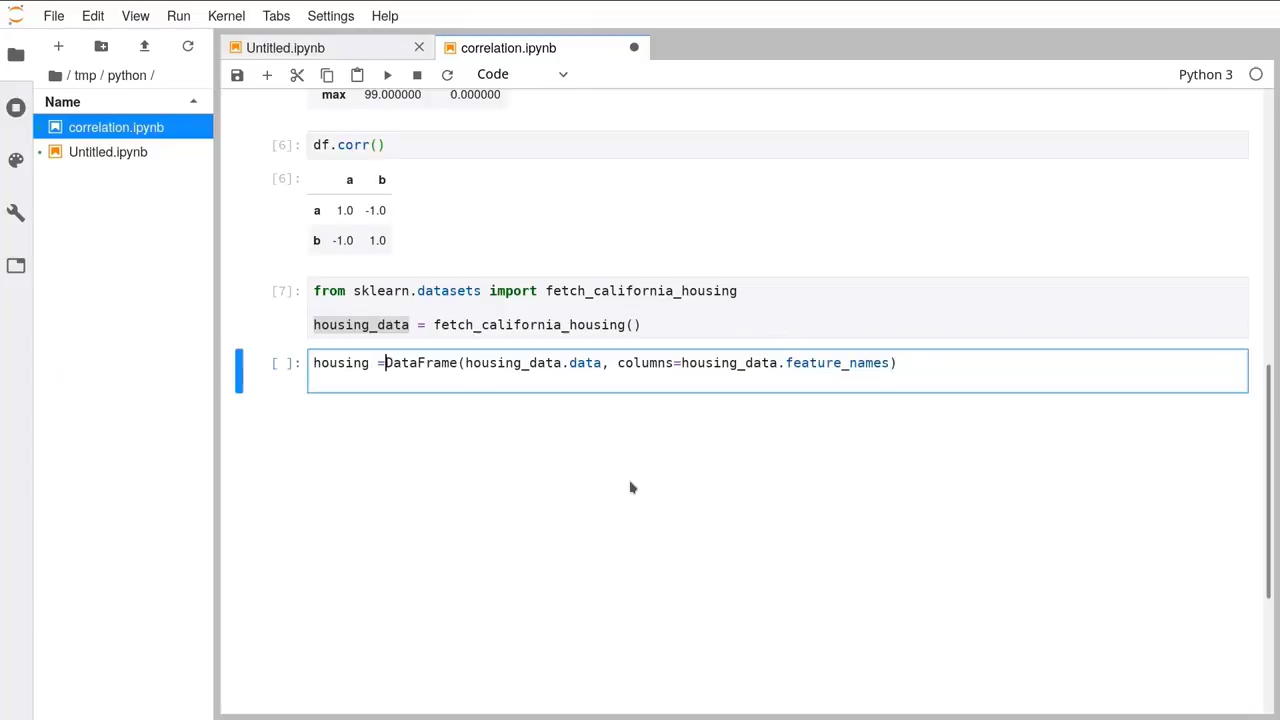 File Edit View Run Kernel Tabs Settings Help
/ tmp / python /
Name
correlation.ipynb
Untitled.ipynb
Untitled.ipynb
correlation.ipynb
Code
Python 3
max 99.000000 0.000000
[6]: df.corr()
[6]: a b
a 1.0 -1.0
b -1.0 1.0
[7]: from sklearn.datasets import fetch_california_housing
housing_data = fetch_california_housing()
[ ]: housing =DataFrame(housing_data.data, columns=housing_data.feature_names)